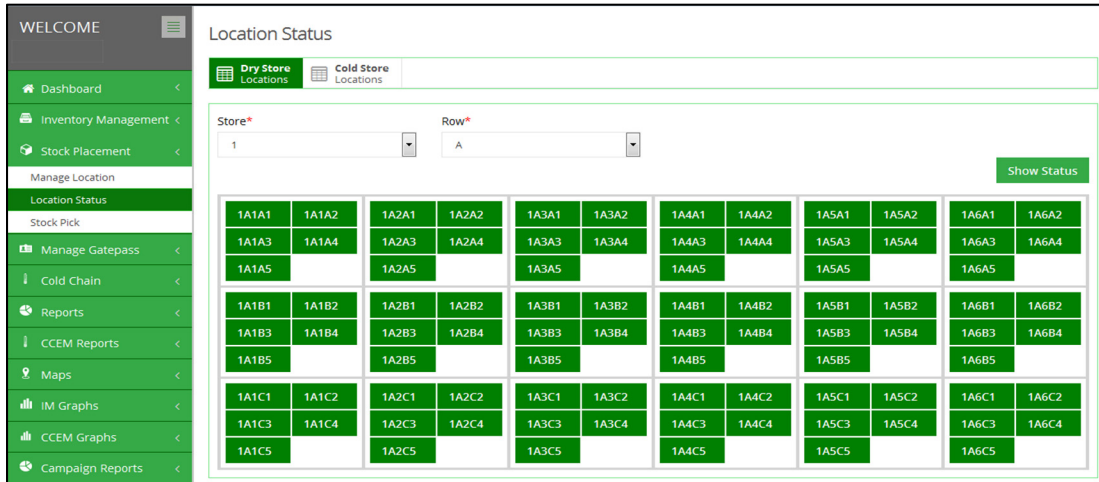 WELCOME
Dashboard
Inventory Management
Stock Placement
Manage Location
Location Status
Stock Pick
Manage Gatepass
Cold Chain
Reports
CCEM Reports
Maps
IM Graphs
CCEM Graphs
Campaign Reports
Location Status
Dry Store Locations
Cold Store Locations
Store* Row*
1 A
Show Status
1A1A1 1A1A2 1A2A1 1A2A2 1A3A1 1A3A2 1A4A1 1A4A2 1A5A1 1A5A2 1A6A1 1A6A2
1A1A3 1A1A4 1A2A3 1A2A4 1A3A3 1A3A4 1A4A3 1A4A4 1A5A3 1A5A4 1A6A3 1A6A4
1A1A5 1A2A5 1A3A5 1A4A5 1A5A5 1A6A5
1A1B1 1A1B2 1A2B1 1A2B2 1A3B1 1A3B2 1A4B1 1A4B2 1A5B1 1A5B2 1A6B1 1A6B2
1A1B3 1A1B4 1A2B3 1A2B4 1A3B3 1A3B4 1A4B3 1A4B4 1A5B3 1A5B4 1A6B3 1A6B4
1A1B5 1A2B5 1A3B5 1A4B5 1A5B5 1A6B5
1A1C1 1A1C2 1A2C1 1A2C2 1A3C1 1A3C2 1A4C1 1A4C2 1A5C1 1A5C2 1A6C1 1A6C2
1A1C3 1A1C4 1A2C3 1A2C4 1A3C3 1A3C4 1A4C3 1A4C4 1A5C3 1A5C4 1A6C3 1A6C4
1A1C5 1A2C5 1A3C5 1A4C5 1A5C5 1A6C5